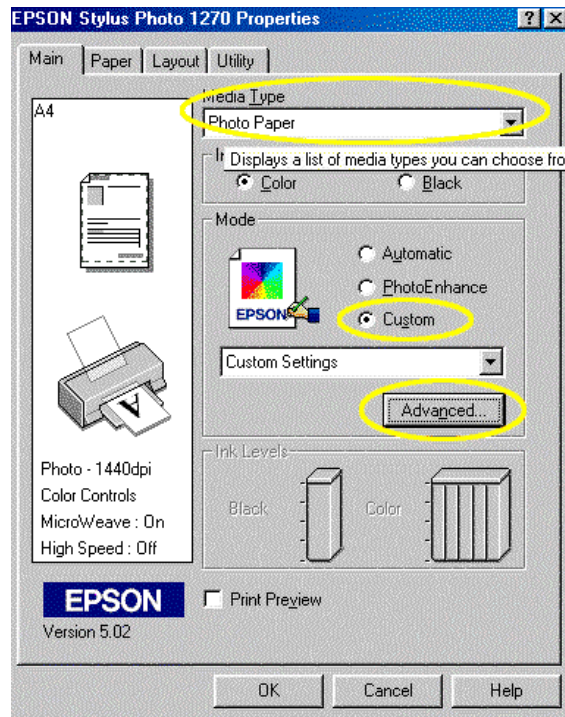 EPSON Stylus Photo 1270 Properties
Main Paper Layout Utility
A4
Media Type
Photo Paper
Displays a list of media types you can choose fro
Color Black
Mode
Automatic
PhotoEnhance
EPSON
Custom
Custom Settings
Advanced...
Ink Levels
Black Color
Photo - 1440dpi
Color Controls
MicroWeave : On
High Speed : Off
EPSON
Print Preview
Version 5.02
OK Cancel Help